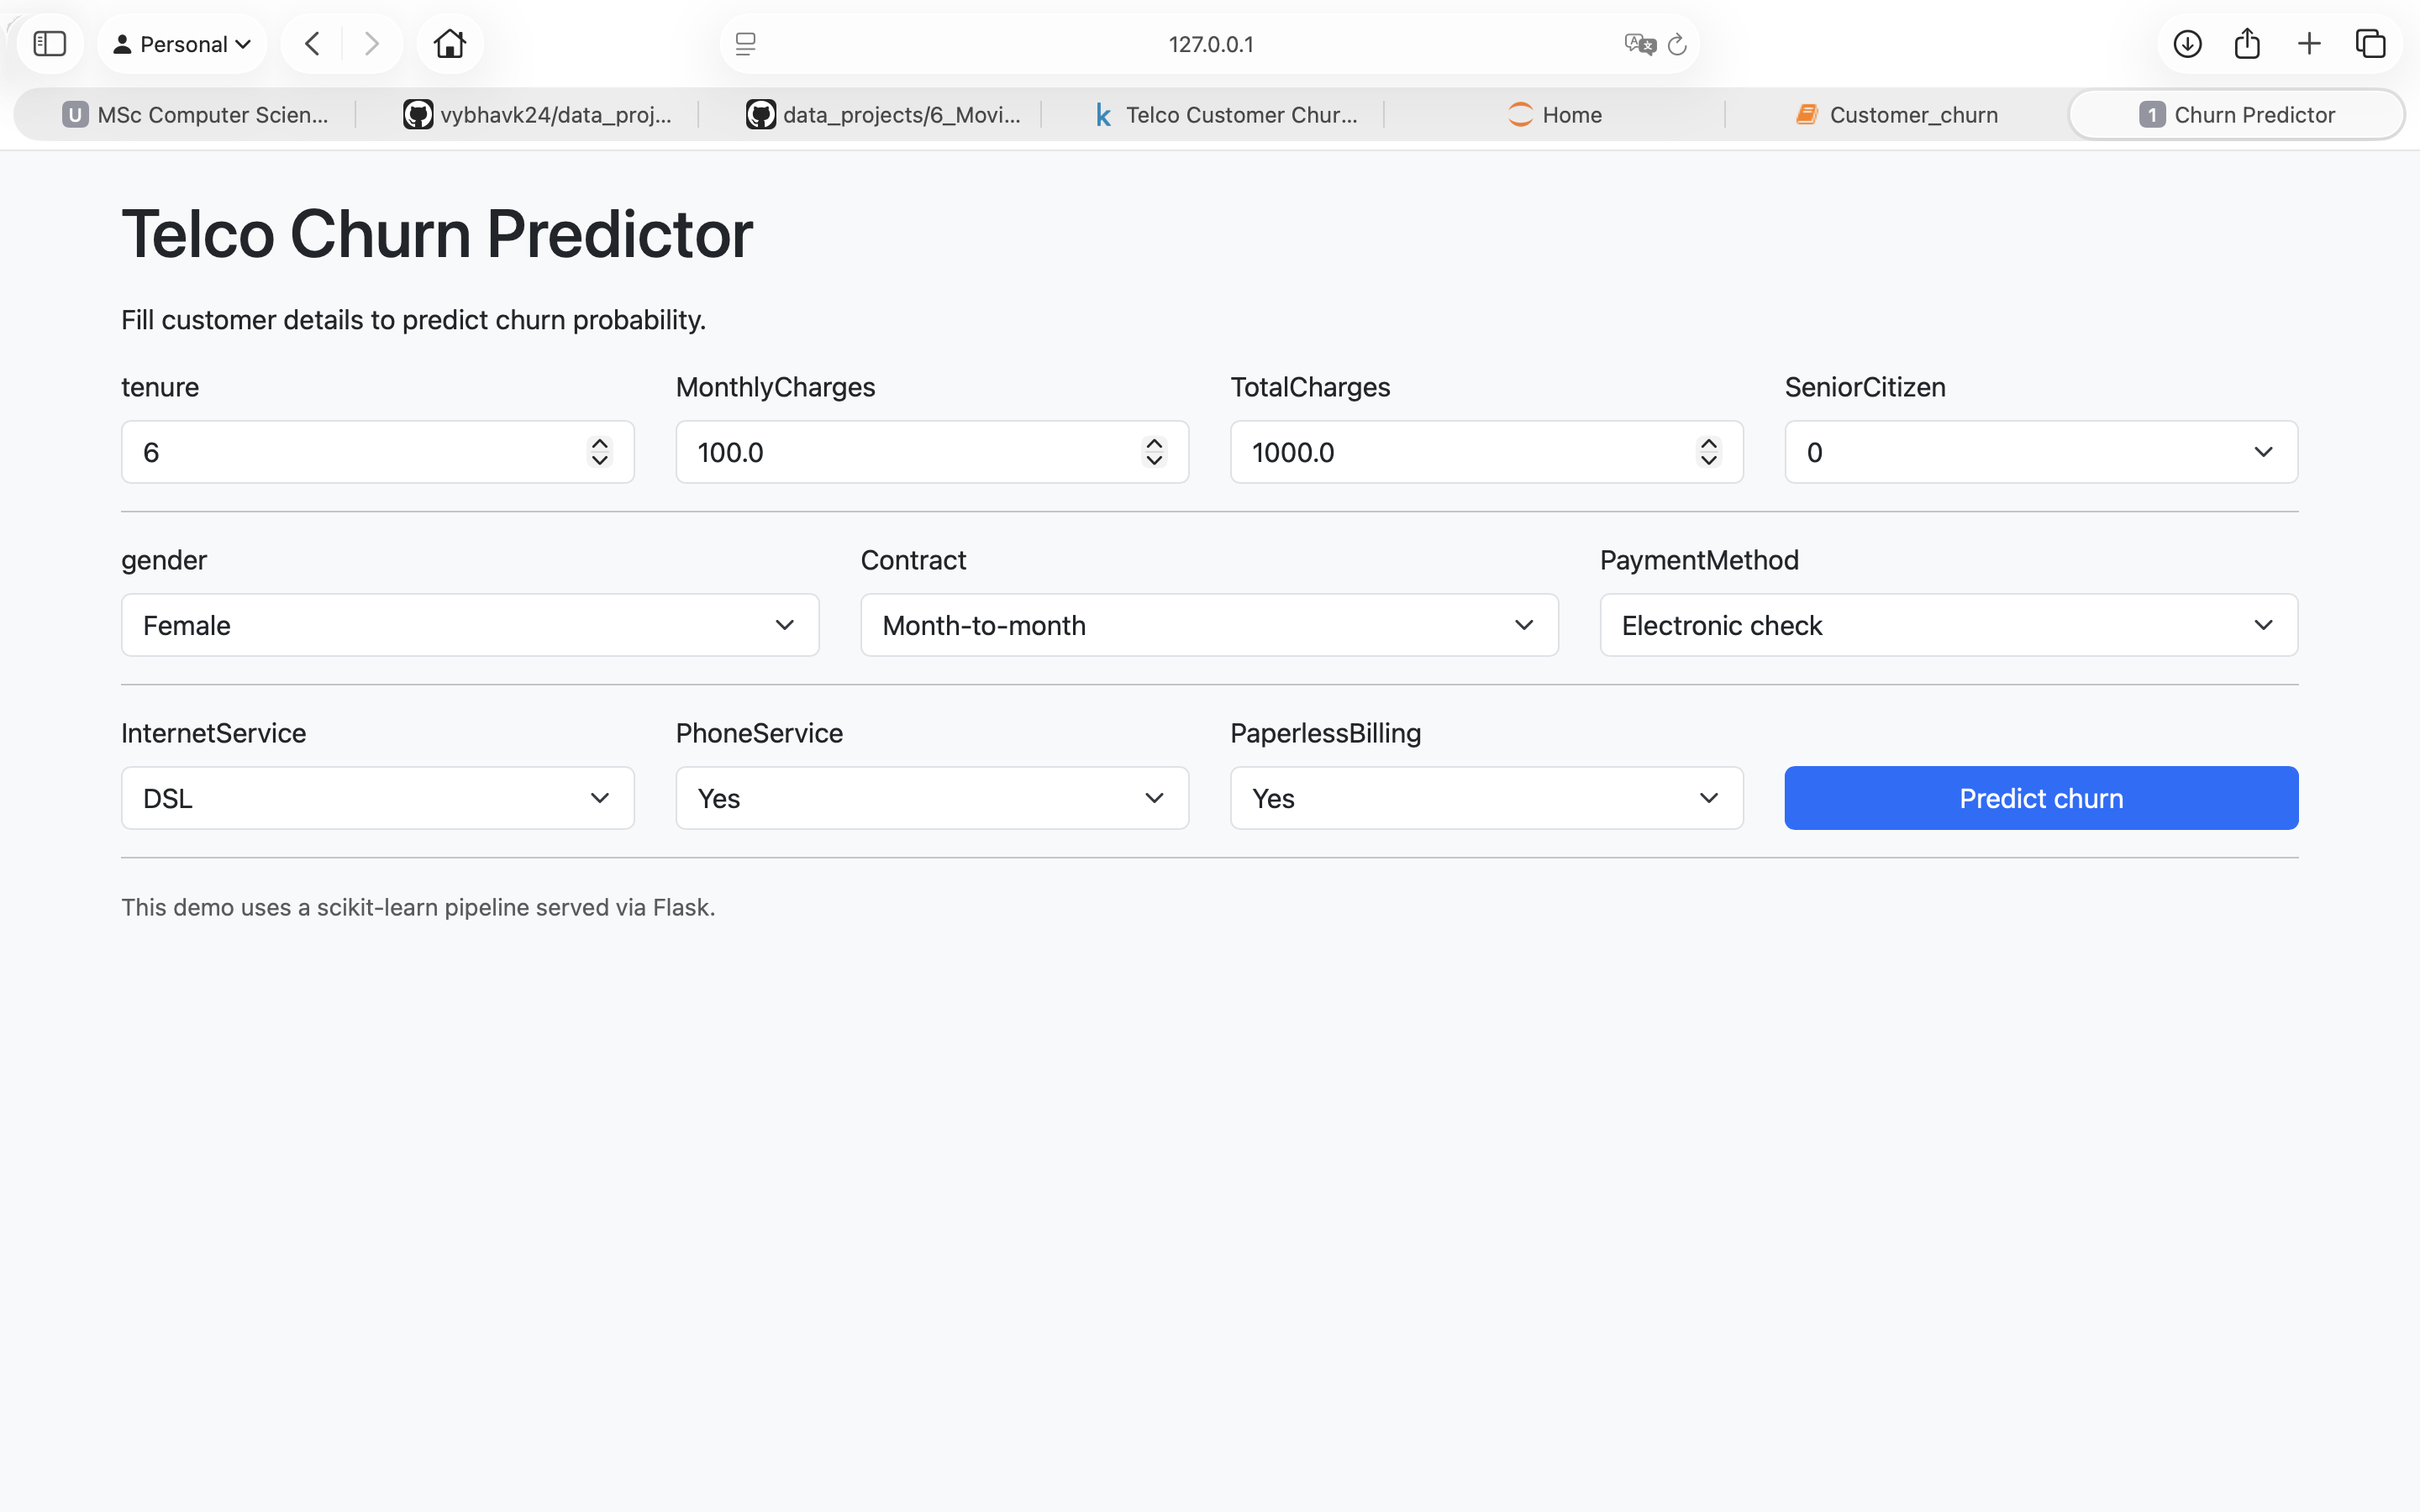 Personal
127.0.0.1
U MSc Computer Scien...
vybhavk24/data_proj...
data_projects/6_Movi...
k Telco Customer Chur...
Home
Customer_churn
1 Churn Predictor
Telco Churn Predictor
Fill customer details to predict churn probability.
tenure MonthlyCharges TotalCharges SeniorCitizen
6 100.0 1000.0 0
gender Contract PaymentMethod
Female Month-to-month Electronic check
InternetService PhoneService PaperlessBilling
DSL Yes Yes Predict churn
This demo uses a scikit-learn pipeline served via Flask.